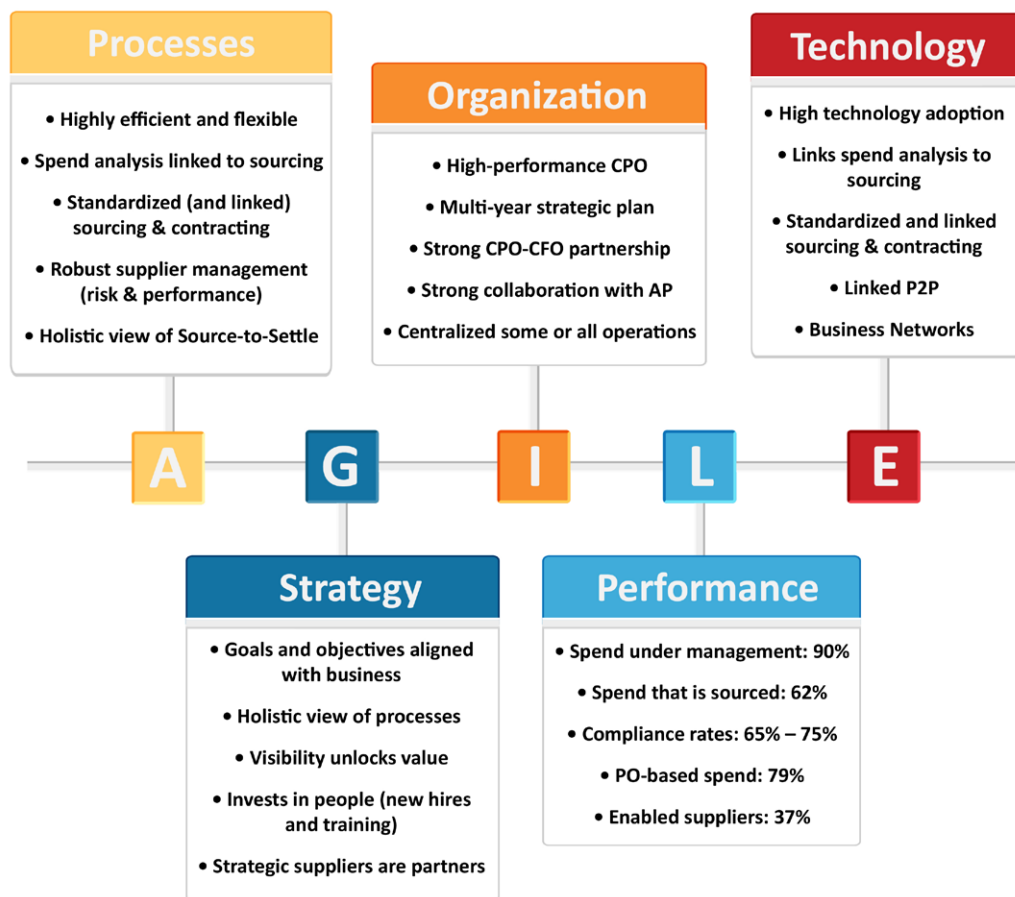 Processes
• Highly efficient and flexible
• Spend analysis linked to sourcing
• Standardized (and linked)
sourcing & contracting
• Robust supplier management
(risk & performance)
• Holistic view of Source-to-Settle
Organization
• High-performance CPO
• Multi-year strategic plan
• Strong CPO-CFO partnership
• Strong collaboration with AP
• Centralized some or all operations
Technology
• High technology adoption
• Links spend analysis to
sourcing
• Standardized and linked
sourcing & contracting
• Linked P2P
• Business Networks
A G I L E
Strategy
• Goals and objectives aligned
with business
• Holistic view of processes
• Visibility unlocks value
• Invests in people (new hires
and training)
• Strategic suppliers are partners
Performance
• Spend under management: 90%
• Spend that is sourced: 62%
• Compliance rates: 65% – 75%
• PO-based spend: 79%
• Enabled suppliers: 37%